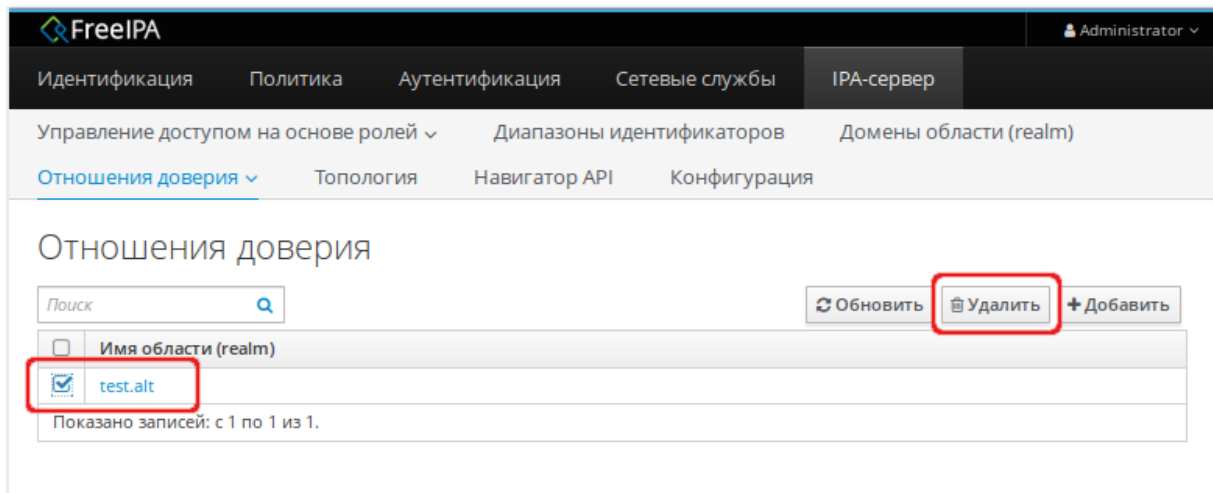 FreeIPA Administrator
Идентификация Политика Аутентификация Сетевые службы IPA-сервер
Управление доступом на основе ролей Диапазоны идентификаторов Домены области (realm)
Отношения доверия Топология Навигатор API Конфигурация
Отношения доверия
Поиск Обновить Удалить Добавить
Имя области (realm)
test.alt
Показано записей: с 1 по 1 из 1.